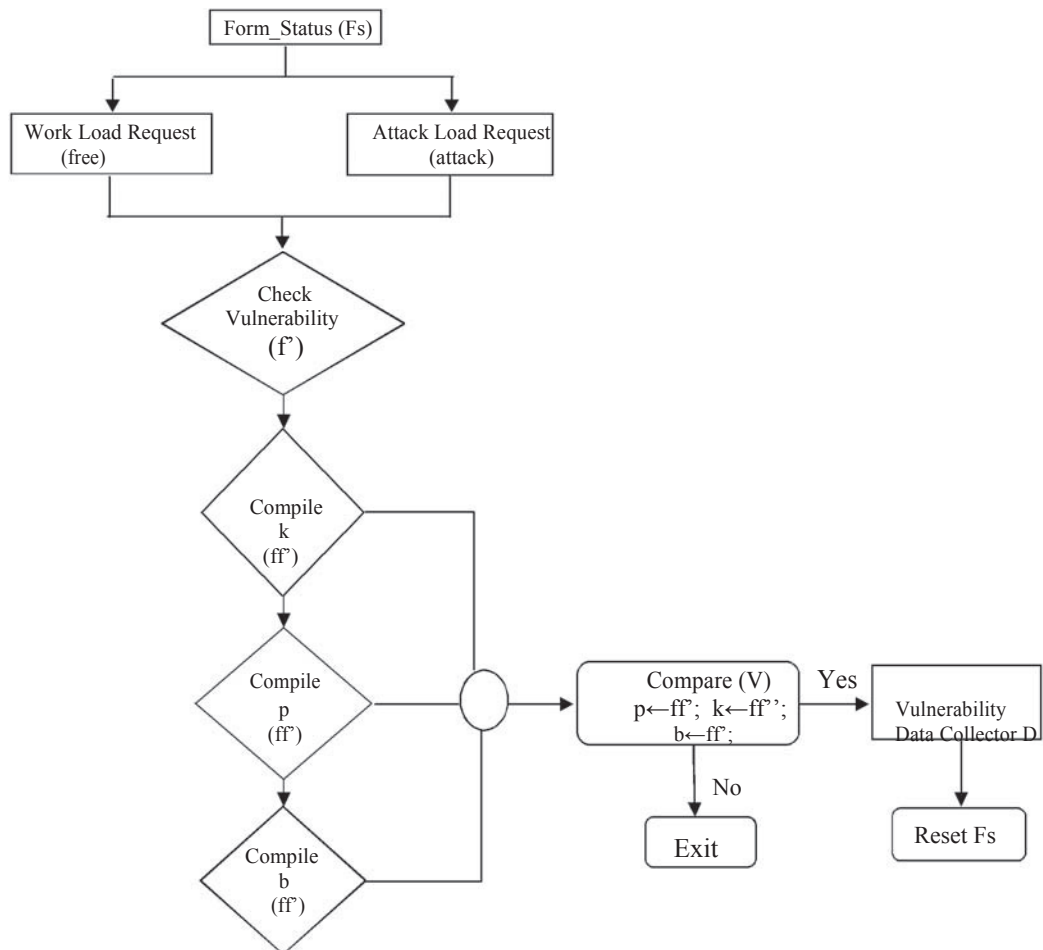 Form_Status (Fs)
Work Load Request
(free)
Attack Load Request
(attack)
Check
Vulnerability
(f’)
Compile
k
(ff’)
Compile
p
(ff’)
Compile
b
(ff’)
Compare (V)
p←ff’; k←ff’’;
b←ff’;
Yes
No
Exit
Vulnerability
Data Collector D
Reset Fs